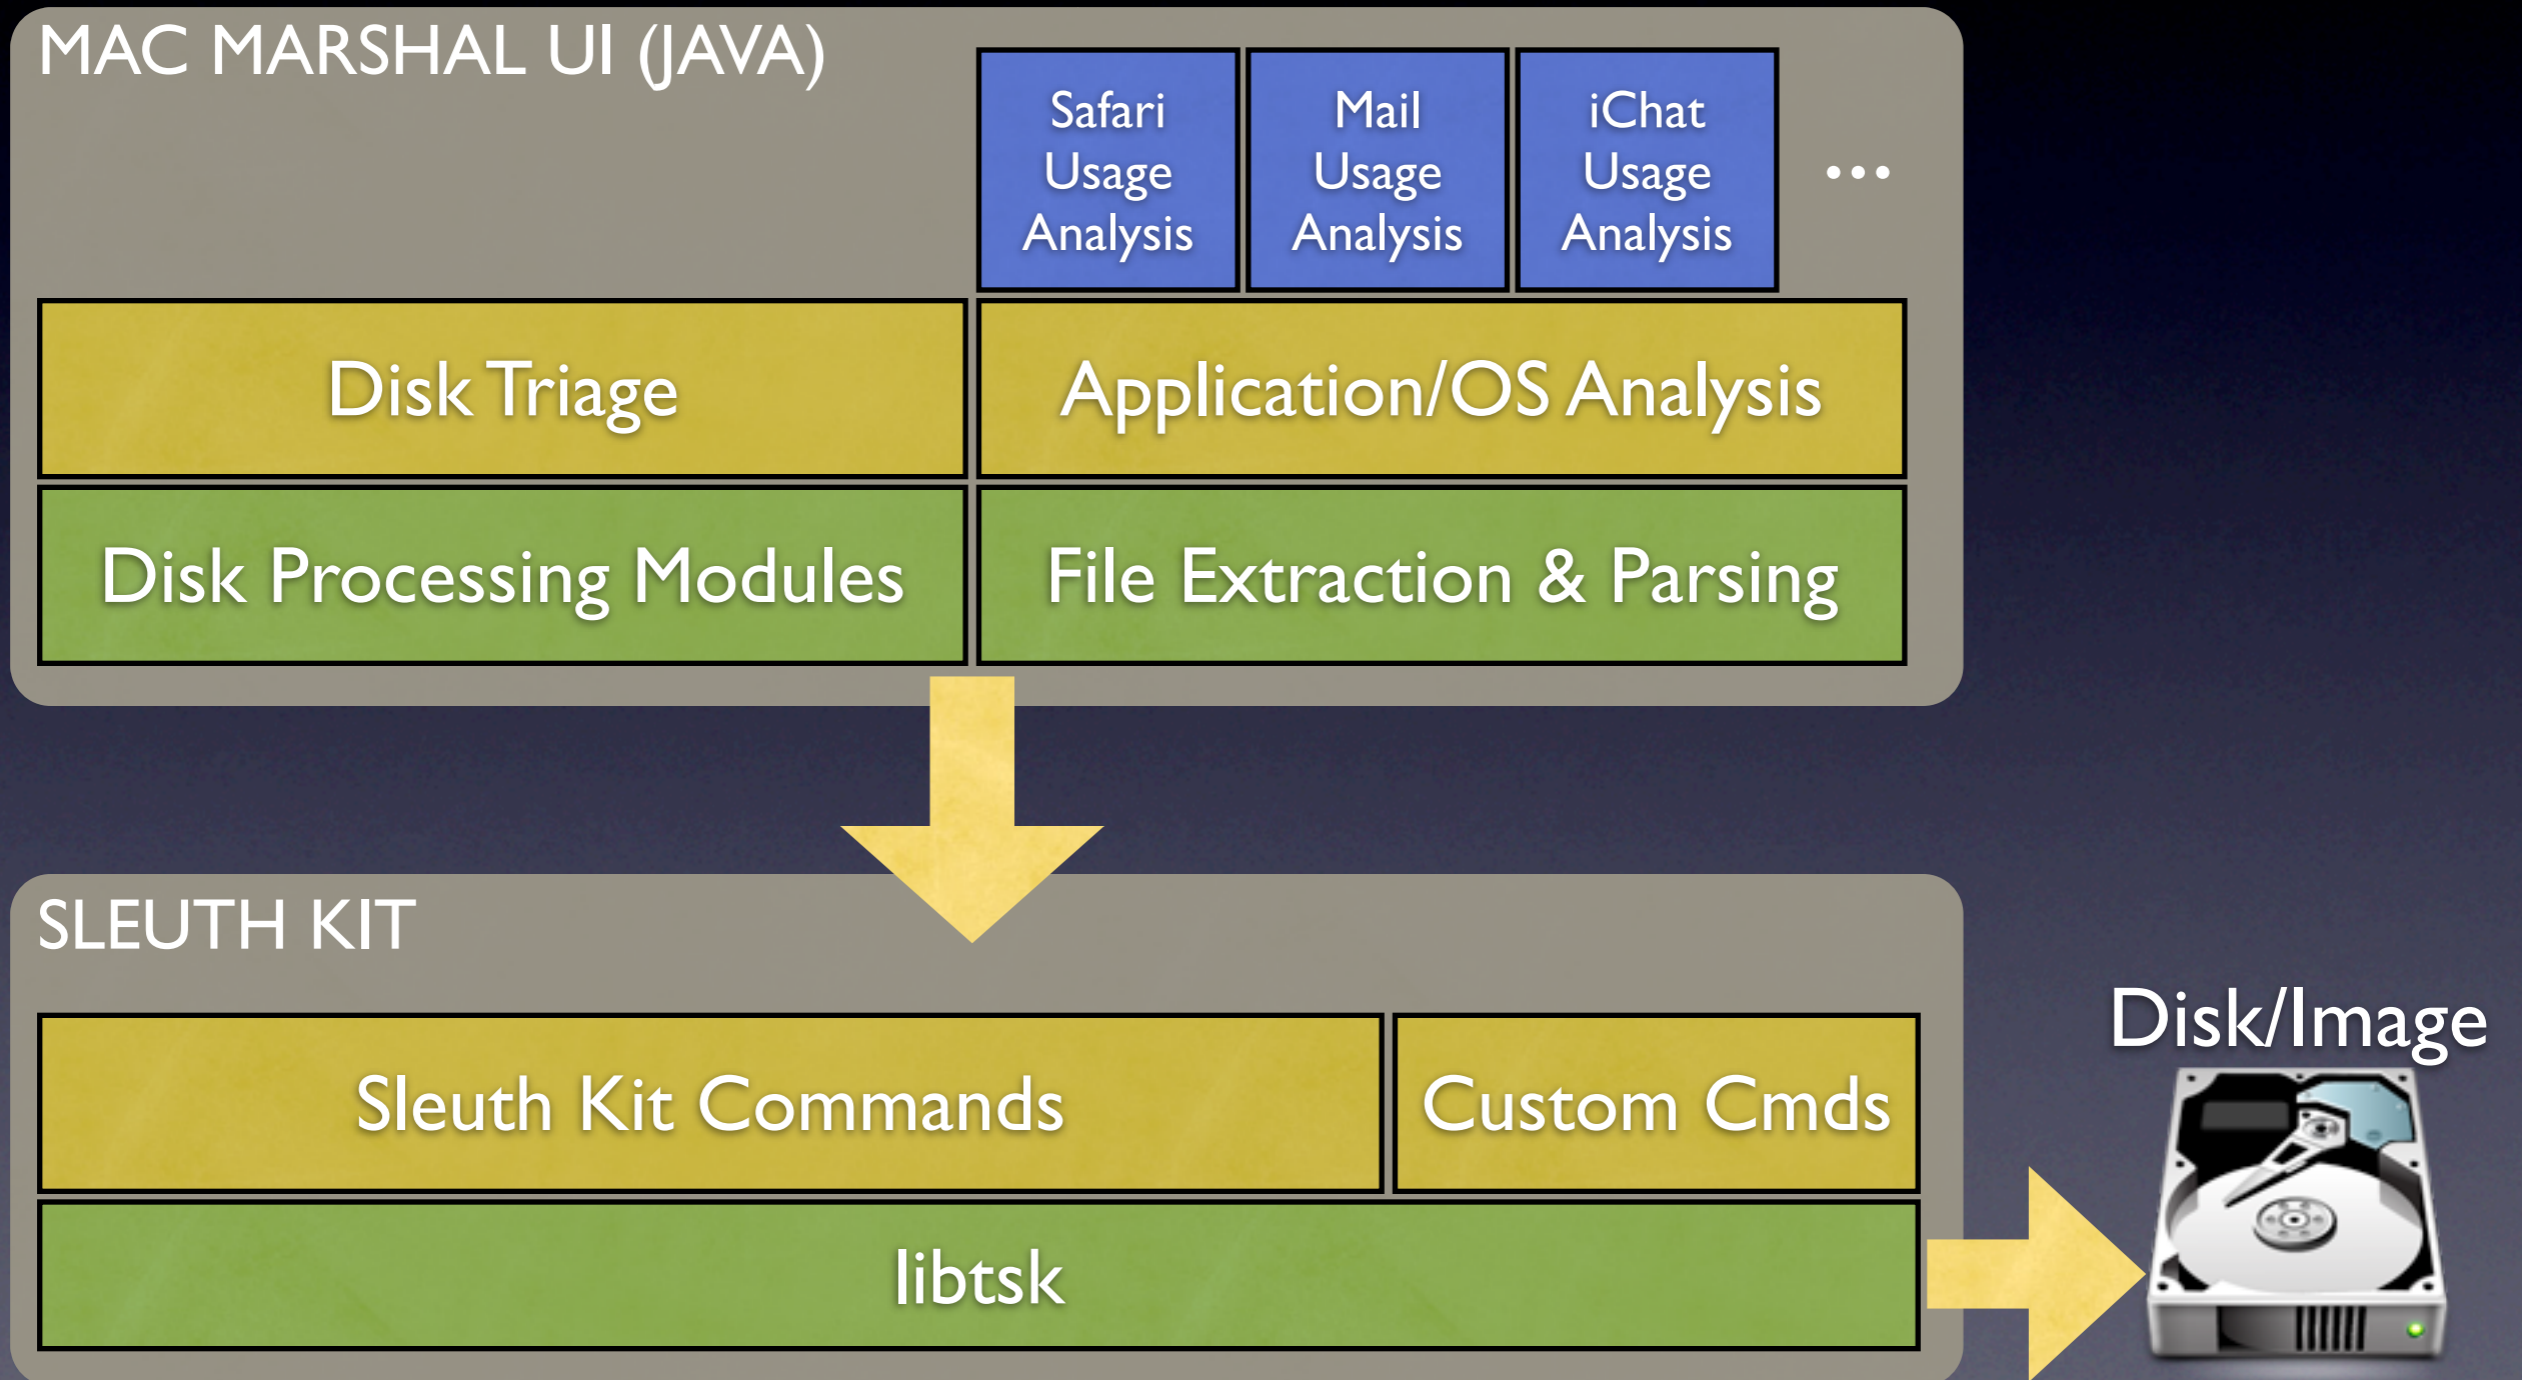 MAC MARSHAL UI (JAVA)
Safari
Usage
Analysis
Mail
Usage
Analysis
iChat
Usage
Analysis
...
Disk Triage
Application/OS Analysis
Disk Processing Modules
File Extraction & Parsing
SLEUTH KIT
Sleuth Kit Commands
Custom Cmds
libtsk
Disk/Image